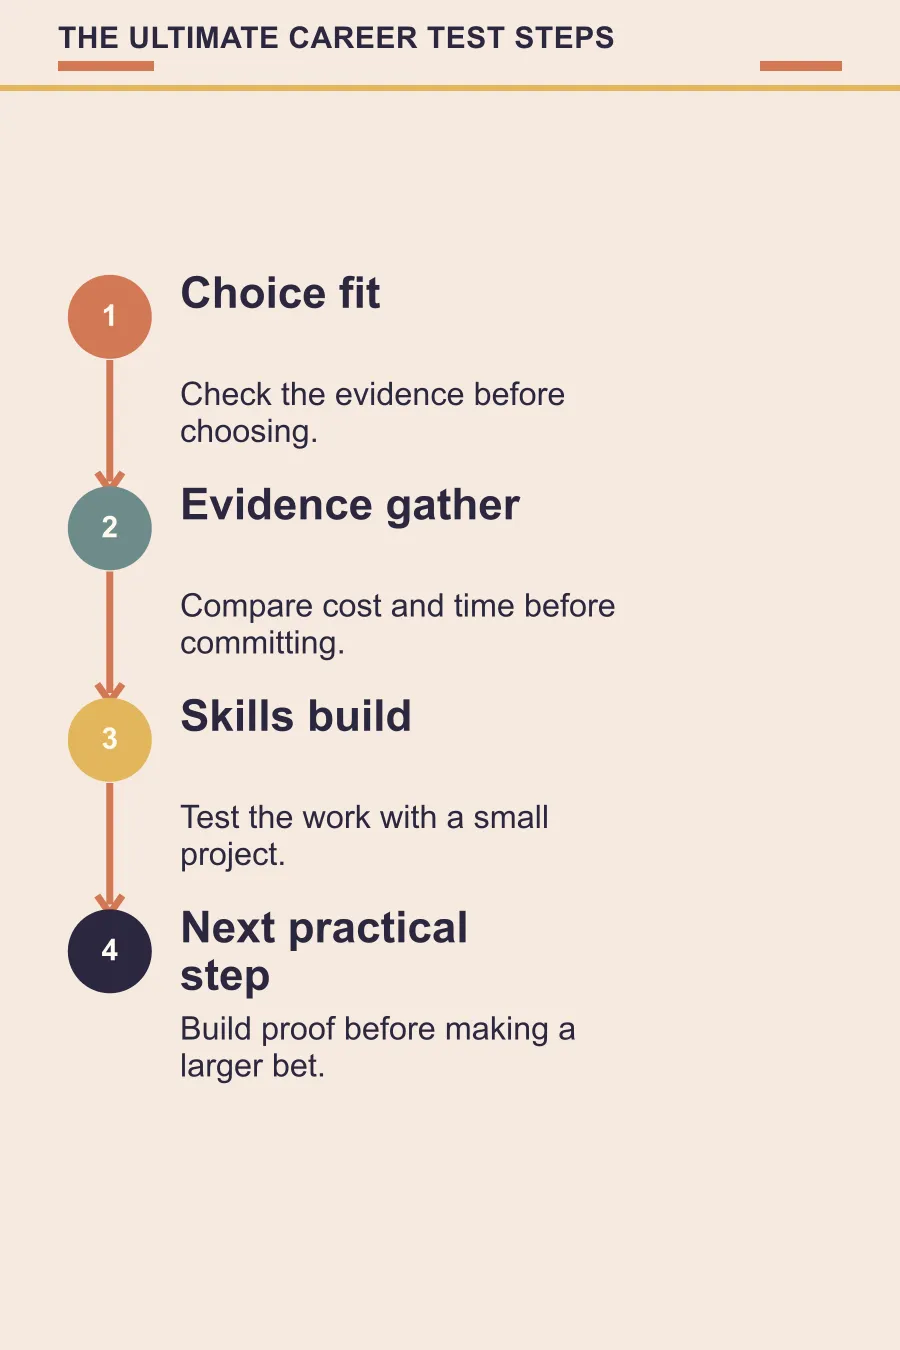 THE ULTIMATE CAREER TEST STEPS
1
Choice fit
Check the evidence before
choosing.
2
Evidence gather
Compare cost and time before
committing.
3
Skills build
Test the work with a small
project.
4
Next practical
step
Build proof before making a
larger bet.